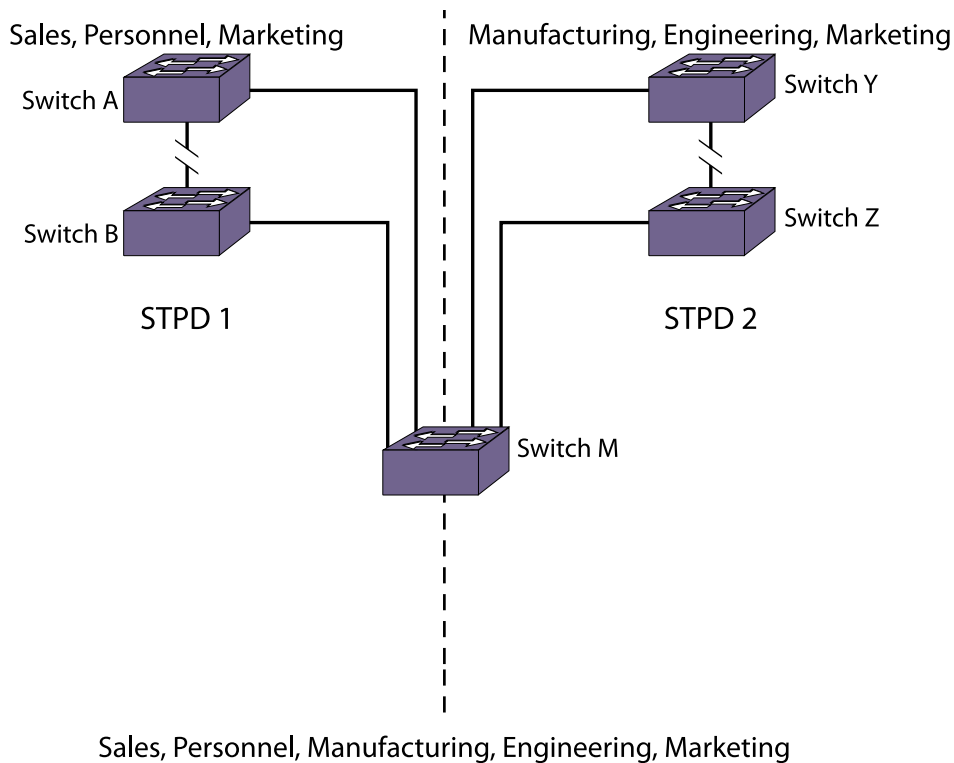 Sales, Personnel, Marketing
Manufacturing, Engineering, Marketing
Switch A
Switch Y
Switch B
Switch Z
STPD 1
STPD 2
Switch M
Sales, Personnel, Manufacturing, Engineering, Marketing